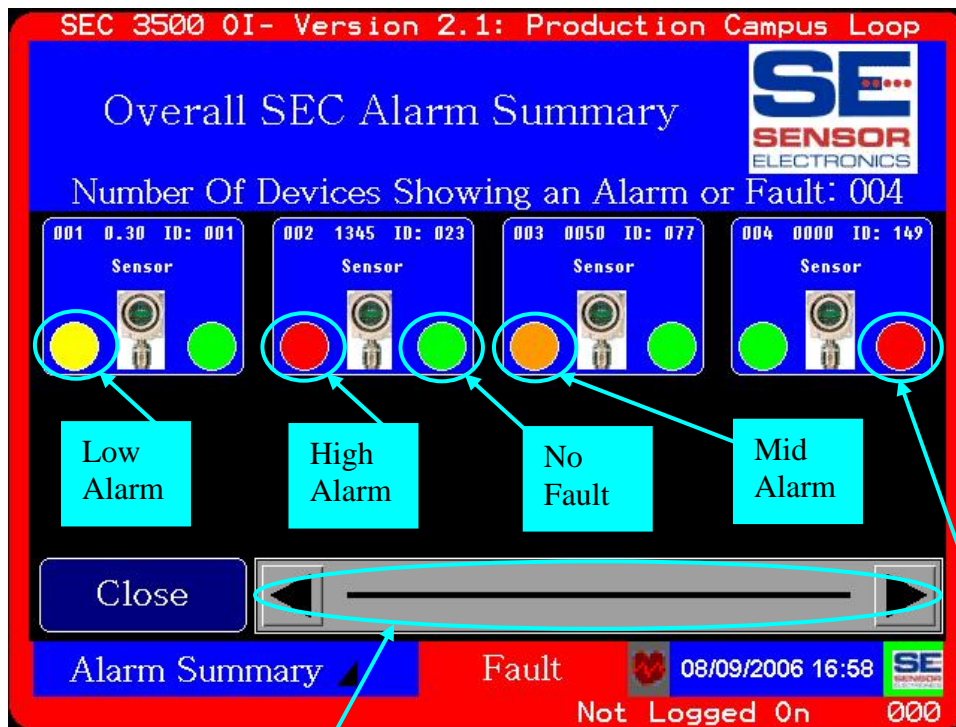 SEC 3500 OI- Version 2.1: Production Campus Loop
Overall SEC Alarm Summary
SE
SENSOR
ELECTRONICS
Number Of Devices Showing an Alarm or Fault: 004
001 0.30 ID: 001
Sensor
002 1345 ID: 023
Sensor
003 0050 ID: 077
Sensor
004 0000 ID: 149
Sensor
Low
Alarm
High
Alarm
No
Fault
Mid
Alarm
Close
Alarm Summary
Fault
08/09/2006 16:58
SE
SENSOR
Not Logged On
000